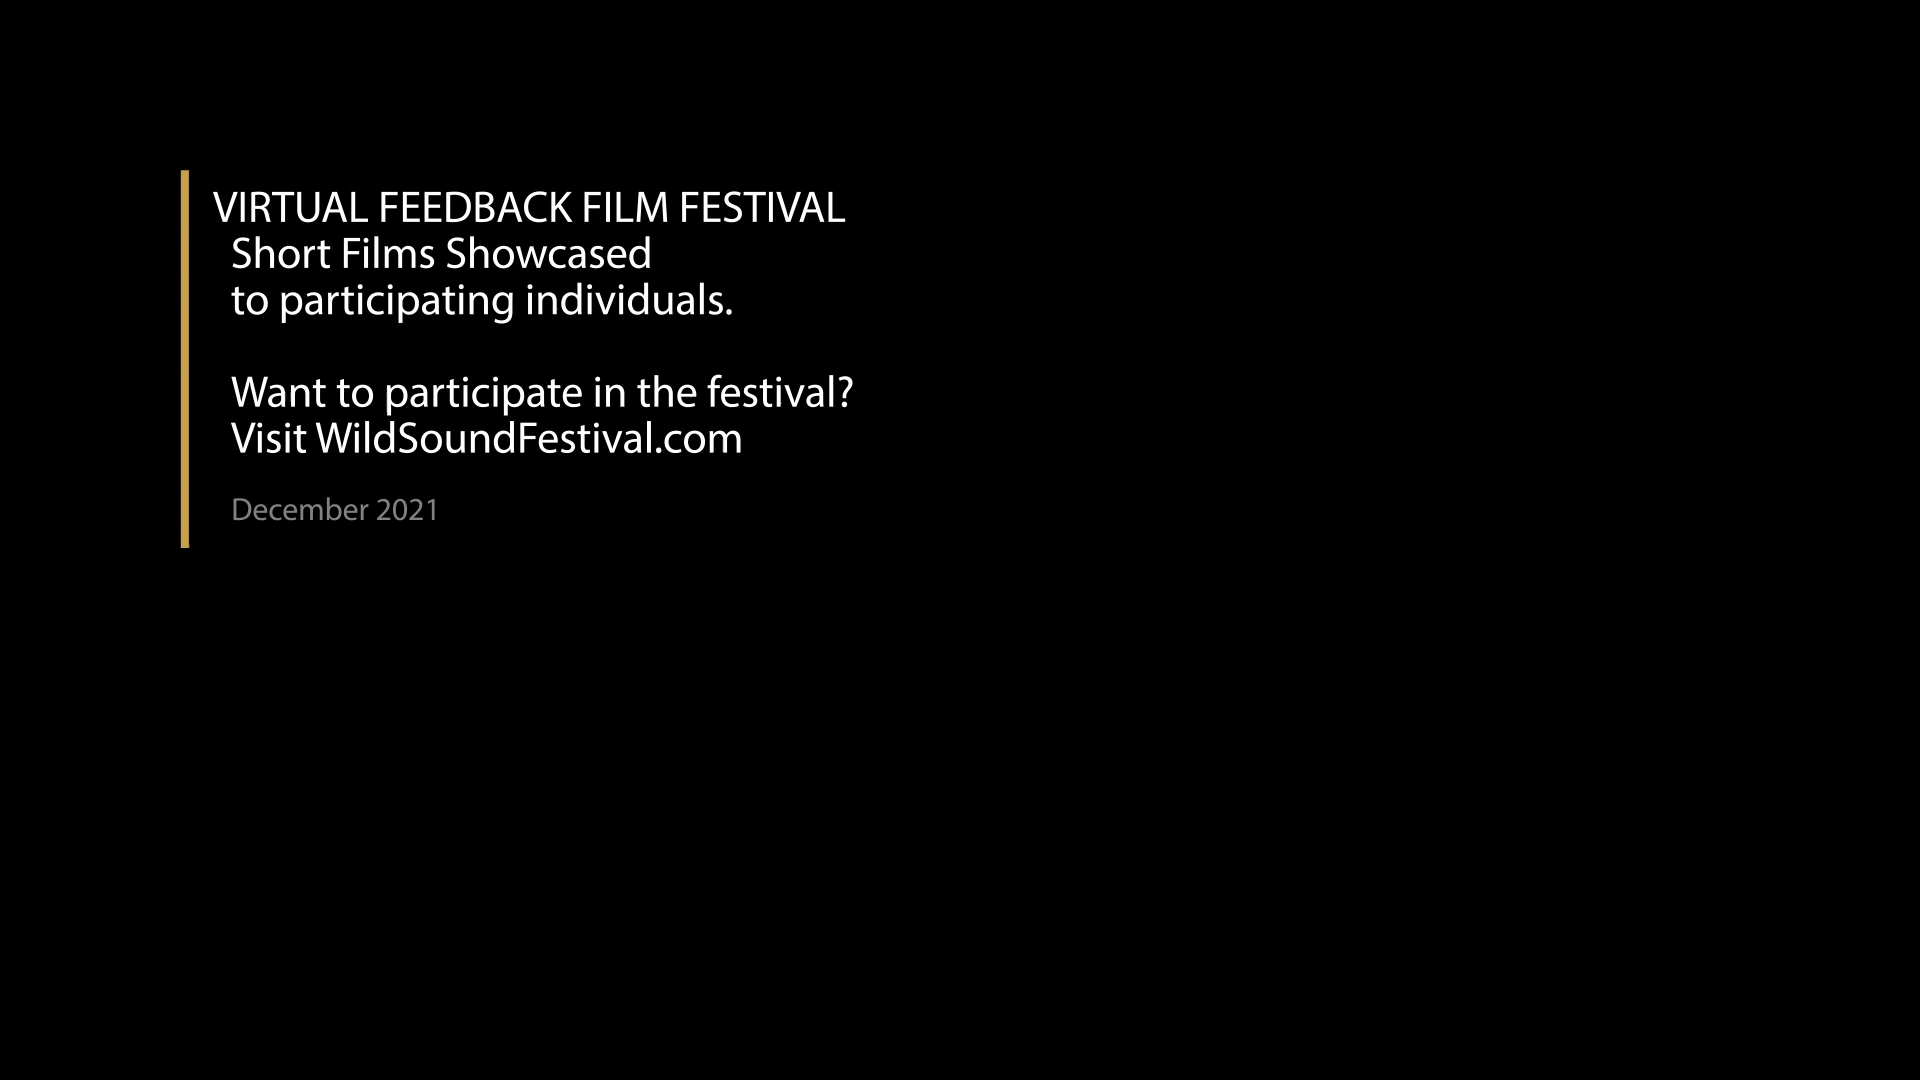 VIRTUAL FEEDBACK FILM FESTIVAL
Short Films Showcased
to participating individuals.
Want to participate in the festival?
Visit WildSoundFestival.com
December 2021